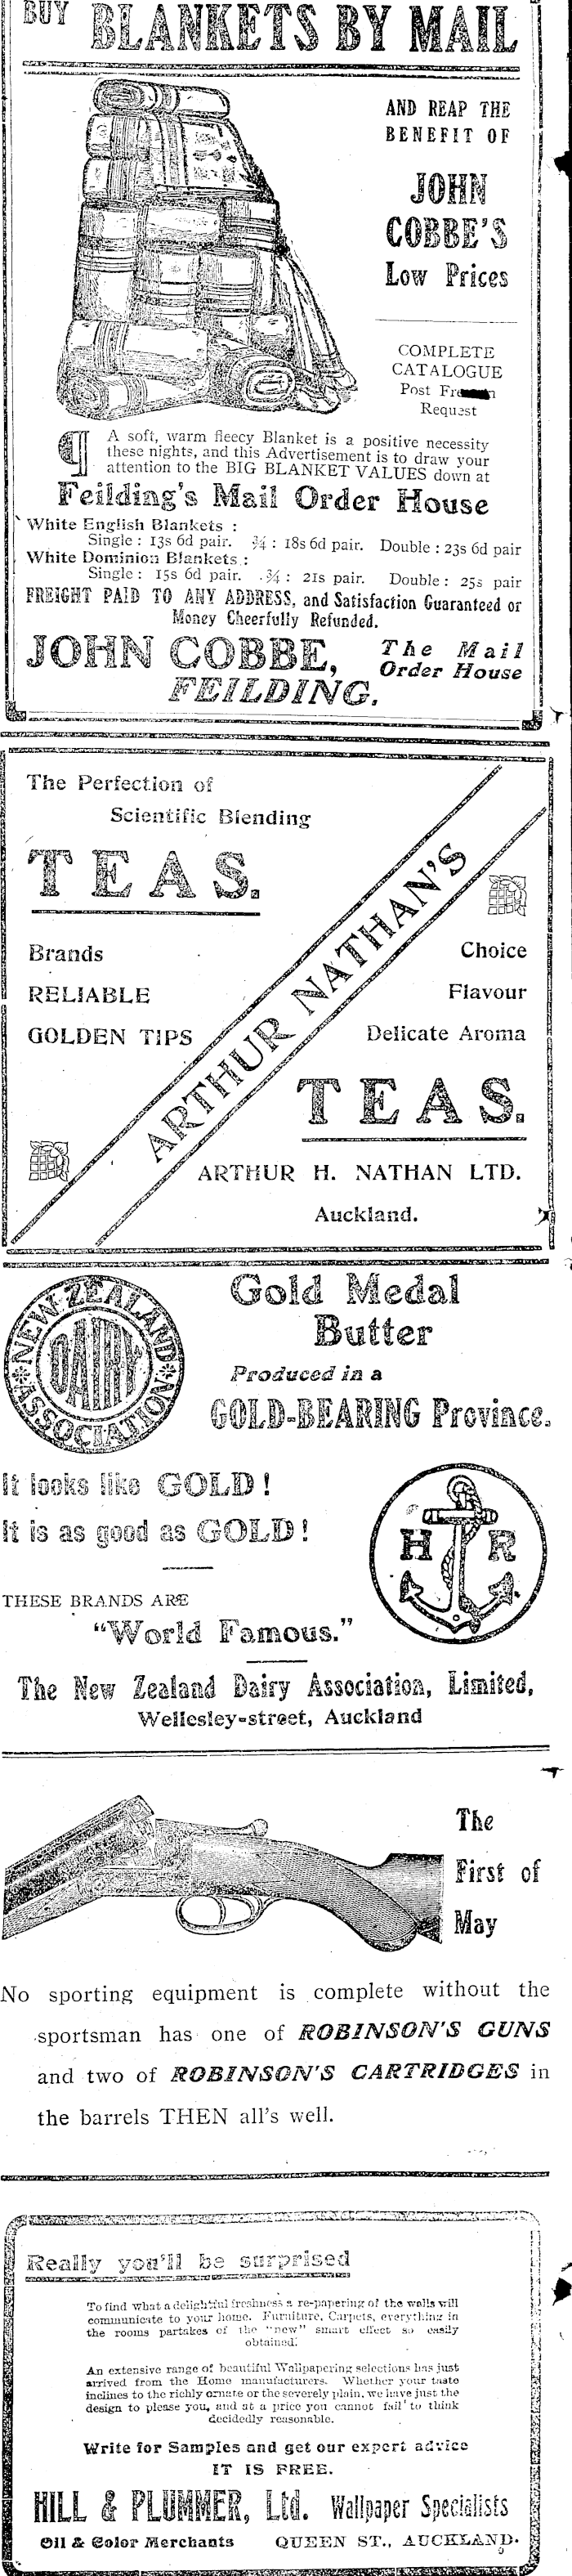 BUY BLANKETS BY MAIL
AND REAP THE
BENEFIT OF
JOHN
COBBE'S
Low Prices
COMPLETE
CATALOGUE
Post
Request
¶ A soft, warm fleecy Blanket is a positive necessity
these nights, and this Advertisement is to draw your
attention to the BIG BLANKET VALUES down at
Feilding's Mail Order House
White English Blankets :
Single : 13s 6d pair. ¾ : 18s 6d pair. Double : 23s 6d pair
White Dominion Blankets :
Single : 15s 6d pair. ¾ : 21s pair. Double : 25s pair
FREIGHT PAID TO ANY ADDRESS, and Satisfaction Guaranteed or
Money Cheerfully Refunded.
JOHN COBBE, The Mail
Order House
FEILDING.
The Perfection of
Scientific Blending
TEAS.
Brands
RELIABLE
GOLDEN TIPS
ARTHUR NATHAN'S
Choice
Flavour
Delicate Aroma
TEAS.
ARTHUR H. NATHAN LTD.
Auckland.
NEW ZEALAND
DAIRY
ASSOCIATION
Gold Medal
Butter
Produced in a
GOLD-BEARING Province.
It looks like GOLD!
It is as good as GOLD!
H R
THESE BRANDS ARE
"World Famous."
The New Zealand Dairy Association, Limited,
Wellesley-street, Auckland
The
First of
May
No sporting equipment is complete without the
sportsman has one of ROBINSON'S GUNS
and two of ROBINSON'S CARTRIDGES in
the barrels THEN all's well.
Really you'll be surprised
To find what a delightful freshness a re-papering of the walls will
communicate to your home. Furniture, Carpets, everything in
the rooms partakes of the "new" smart effect so easily
obtained.
An extensive range of beautiful Wallpapering selections has just
arrived from the Home manufacturers. Whether your taste
inclines to the richly ornate or the severely plain, we have just the
design to please you, and at a price you cannot fail to think
decidedly reasonable.
Write for Samples and get our expert advice
IT IS FREE.
HILL & PLUMMER, Ltd. Wallpaper Specialists
Oil & Color Merchants QUEEN ST., AUCKLAND.